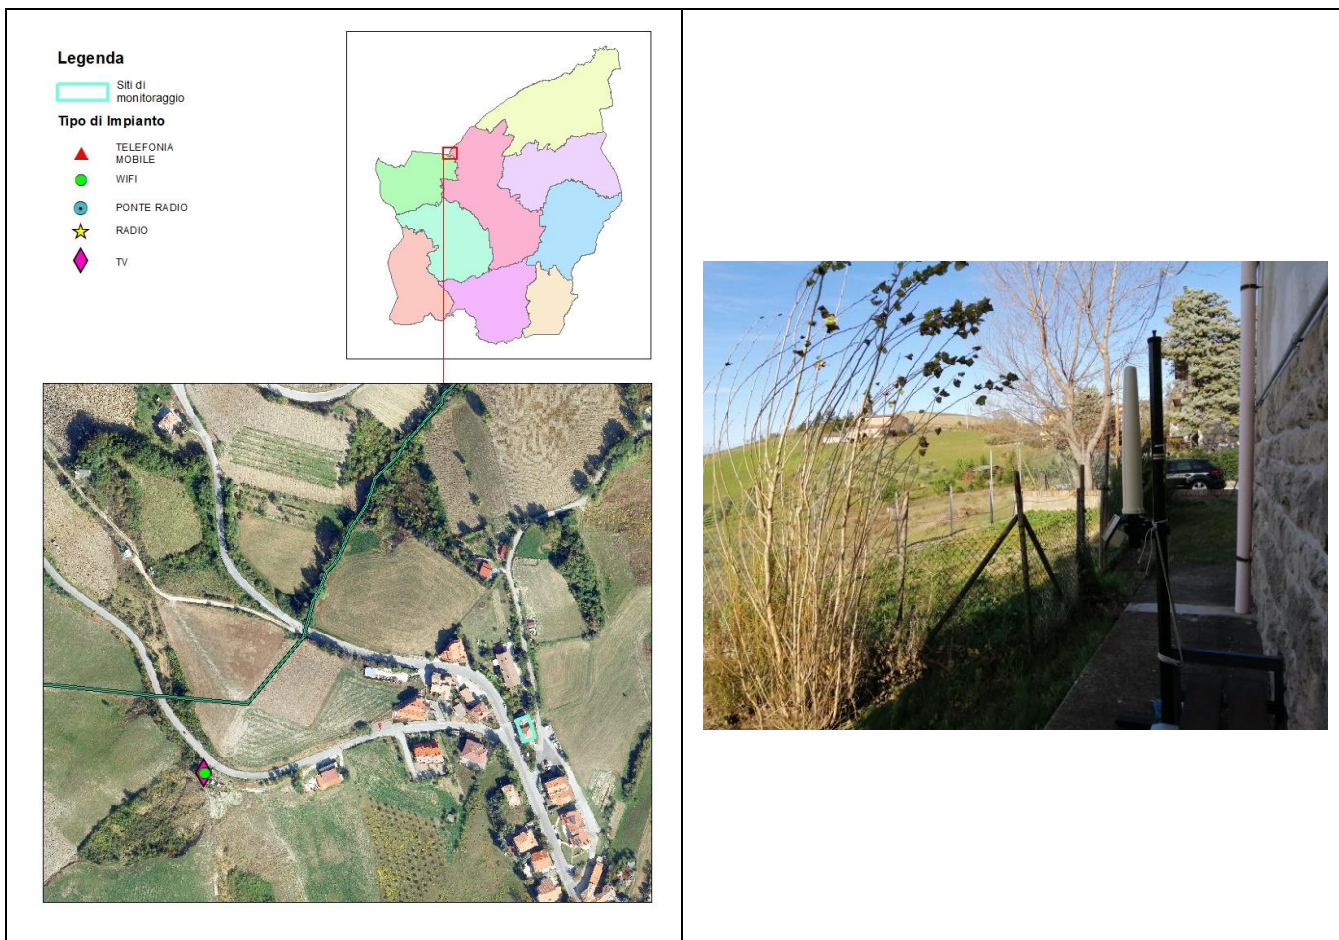 Legenda
Siti di
monitoraggio
Tipo di Impianto
TELEFONIA
MOBILE
WIFI
PONTE RADIO
RADIO
TV